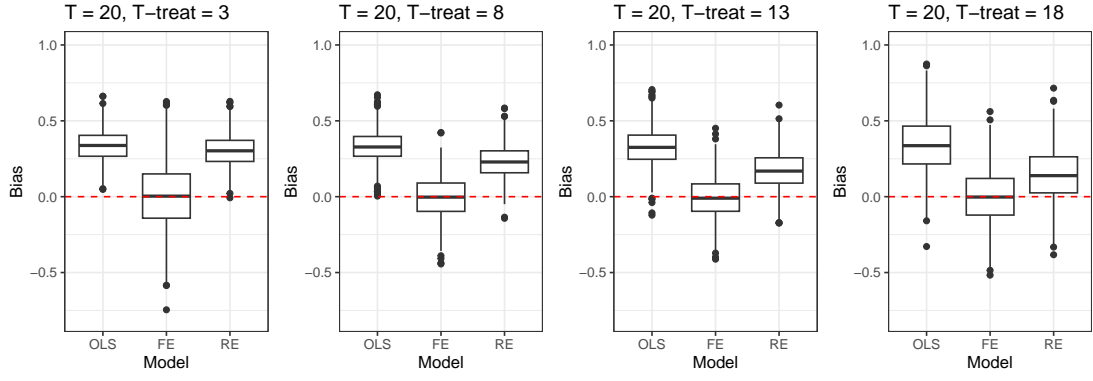 T = 20, T−treat = 3
1.0
0.5
0.0
−0.5
Bias
OLS FE RE
Model
T = 20, T−treat = 8
1.0
0.5
0.0
−0.5
Bias
OLS FE RE
Model
T = 20, T−treat = 13
1.0
0.5
0.0
−0.5
Bias
OLS FE RE
Model
T = 20, T−treat = 18
1.0
0.5
0.0
−0.5
Bias
OLS FE RE
Model